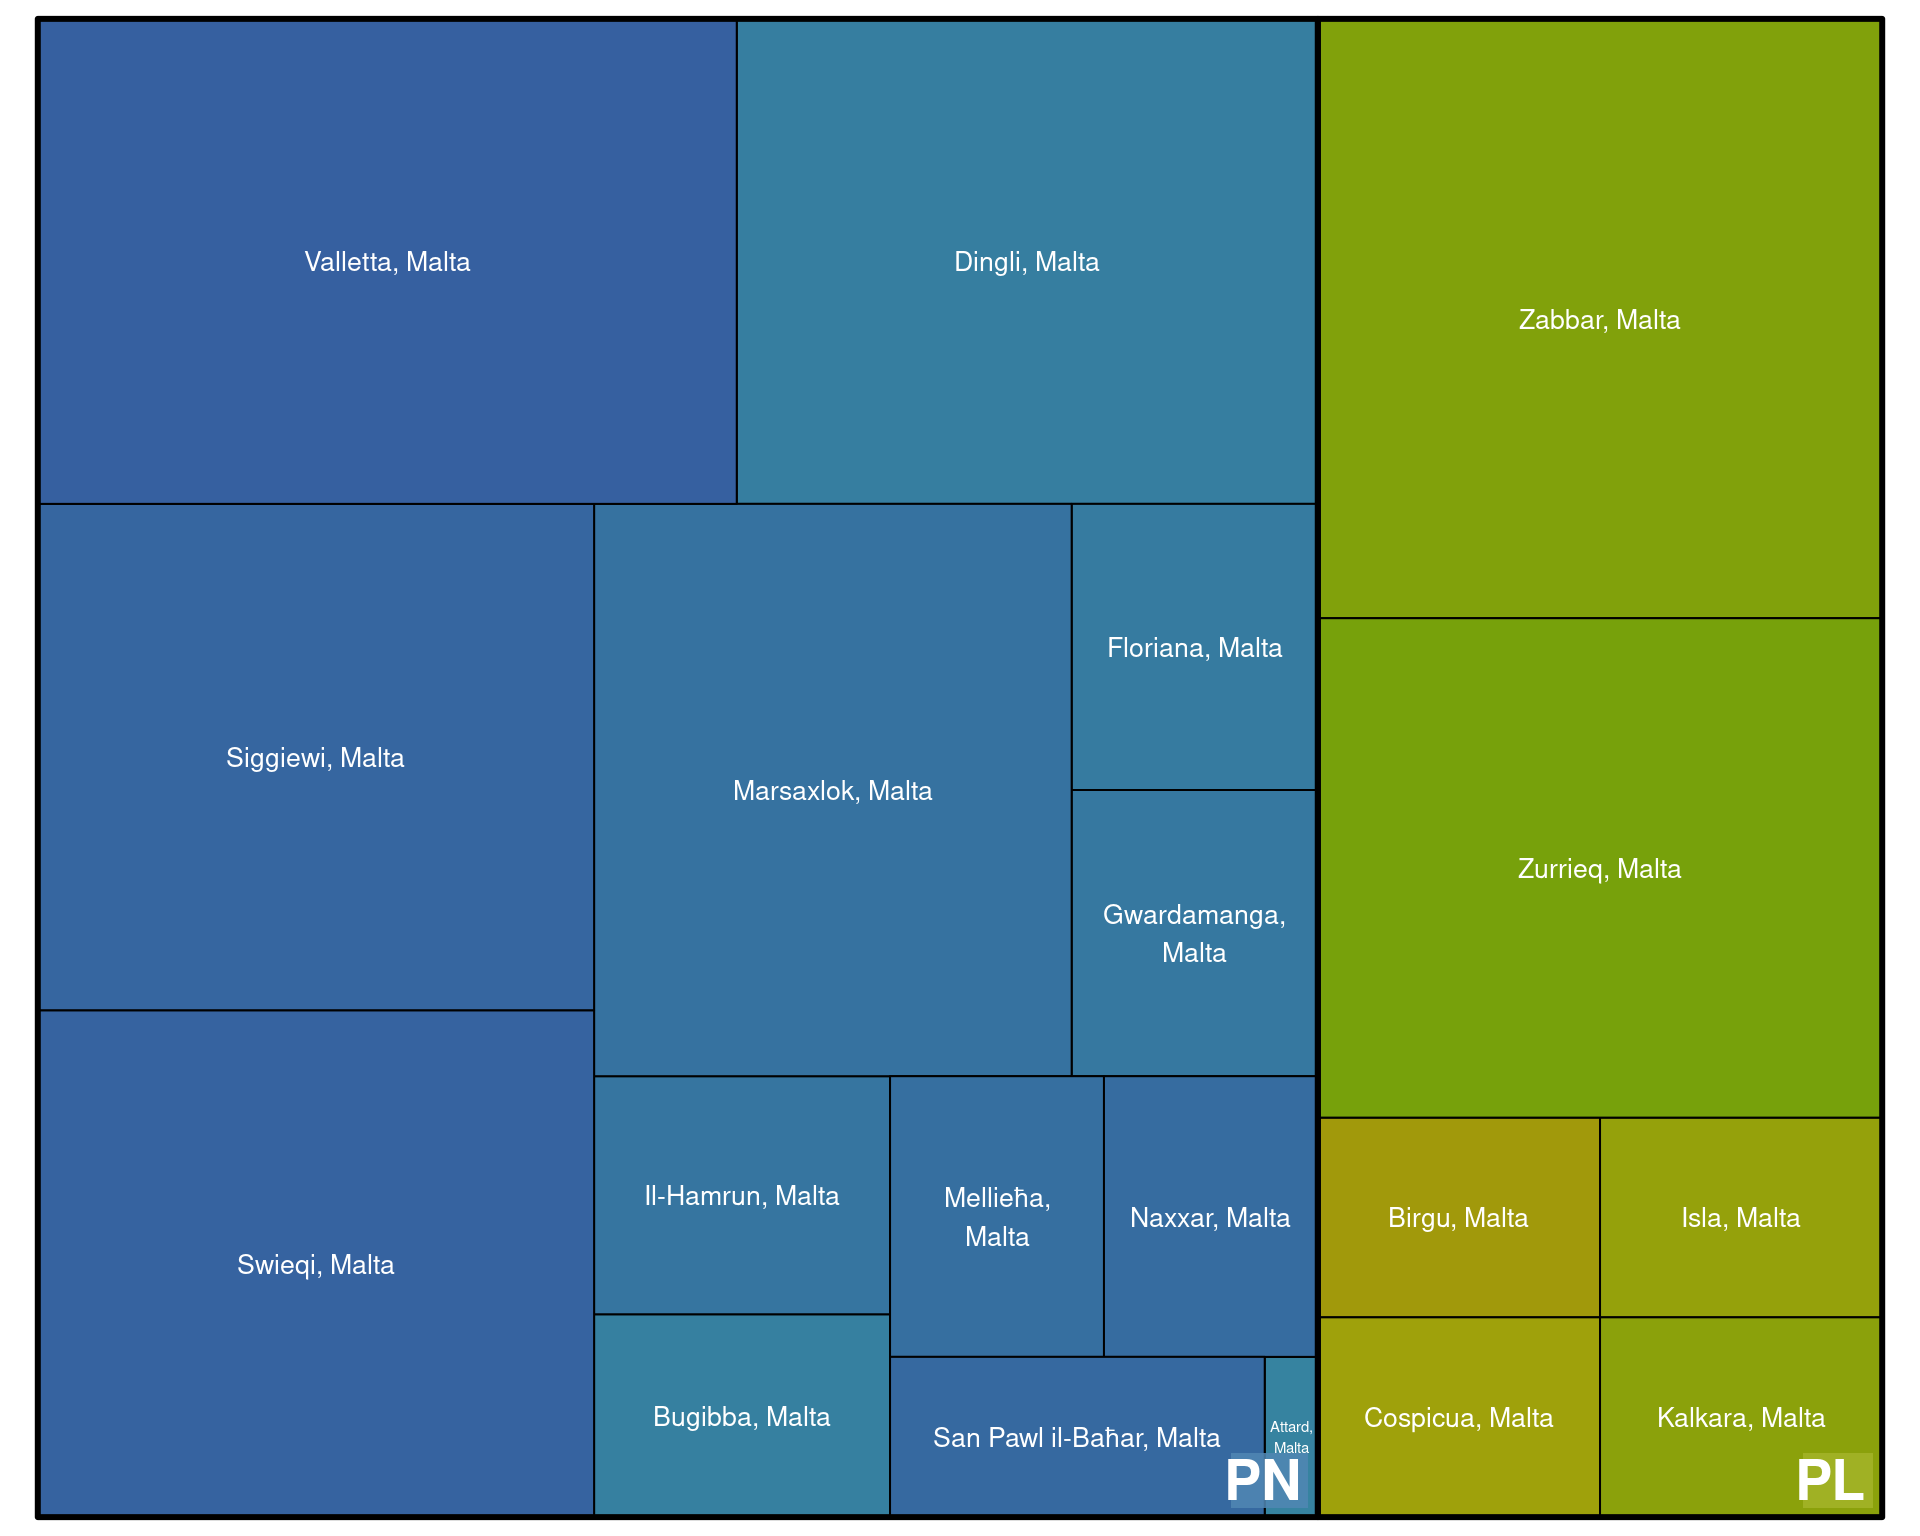 Valletta, Malta
Dingli, Malta
Zabbar, Malta
Siggiewi, Malta
Marsaxlok, Malta
Floriana, Malta
Gwardamanga,
Malta
Zurrieq, Malta
Swieqi, Malta
Il-Hamrun, Malta
Mellieħa,
Malta
Naxxar, Malta
Birgu, Malta
Isla, Malta
Bugibba, Malta
San Pawl il-Baħar, Malta
Attard,
Malta
Cospicua, Malta
Kalkara, Malta
PN
PL